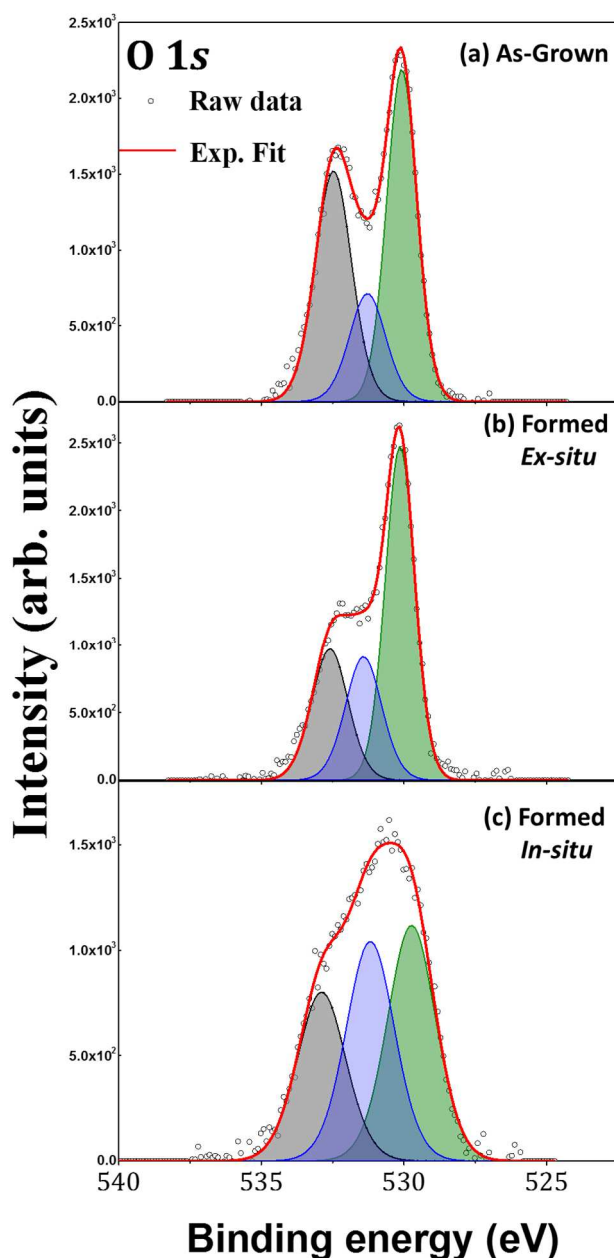 O 1s
(a) As-Grown
Raw data
Exp. Fit
2.5x10³
2.0x10³
1.5x10³
1.0x10³
5.0x10²
0.0
(b) Formed
Ex-situ
2.5x10³
2.0x10³
1.5x10³
1.0x10³
5.0x10²
0.0
(c) Formed
In-situ
1.5x10³
1.0x10³
5.0x10²
0.0
540 535 530 525
Intensity (arb. units)
Binding energy (eV)